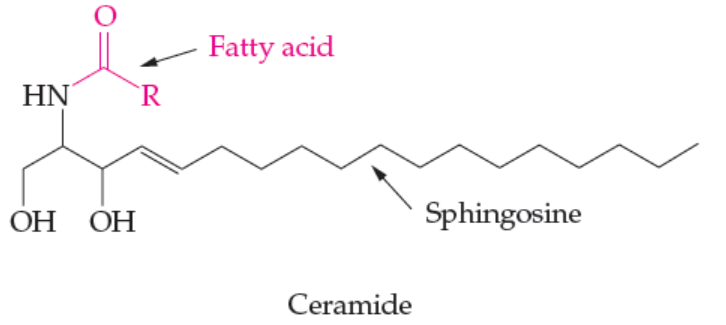 O
Fatty acid
HN
R
OH OH
Sphingosine
Ceramide